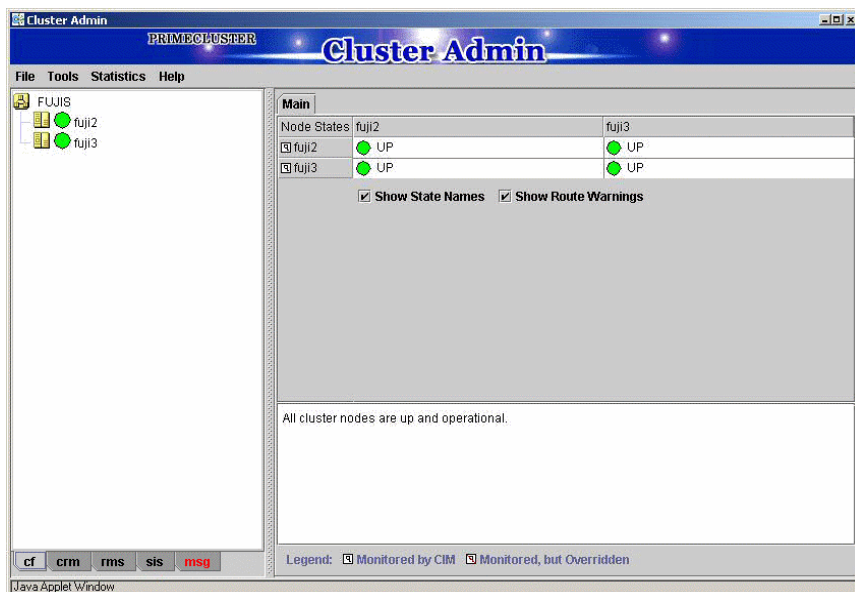 Cluster Admin
PRIMECLUSTER
Cluster Admin
File Tools Statistics Help
FUJIS
fuji2
fuji3
Main
Node States fuji2 fuji3
fuji2 UP UP
fuji3 UP UP
Show State Names Show Route Warnings
All cluster nodes are up and operational.
cf crm rms sis msg
Legend: Monitored by CIM Monitored, but Overridden
Java Applet Window